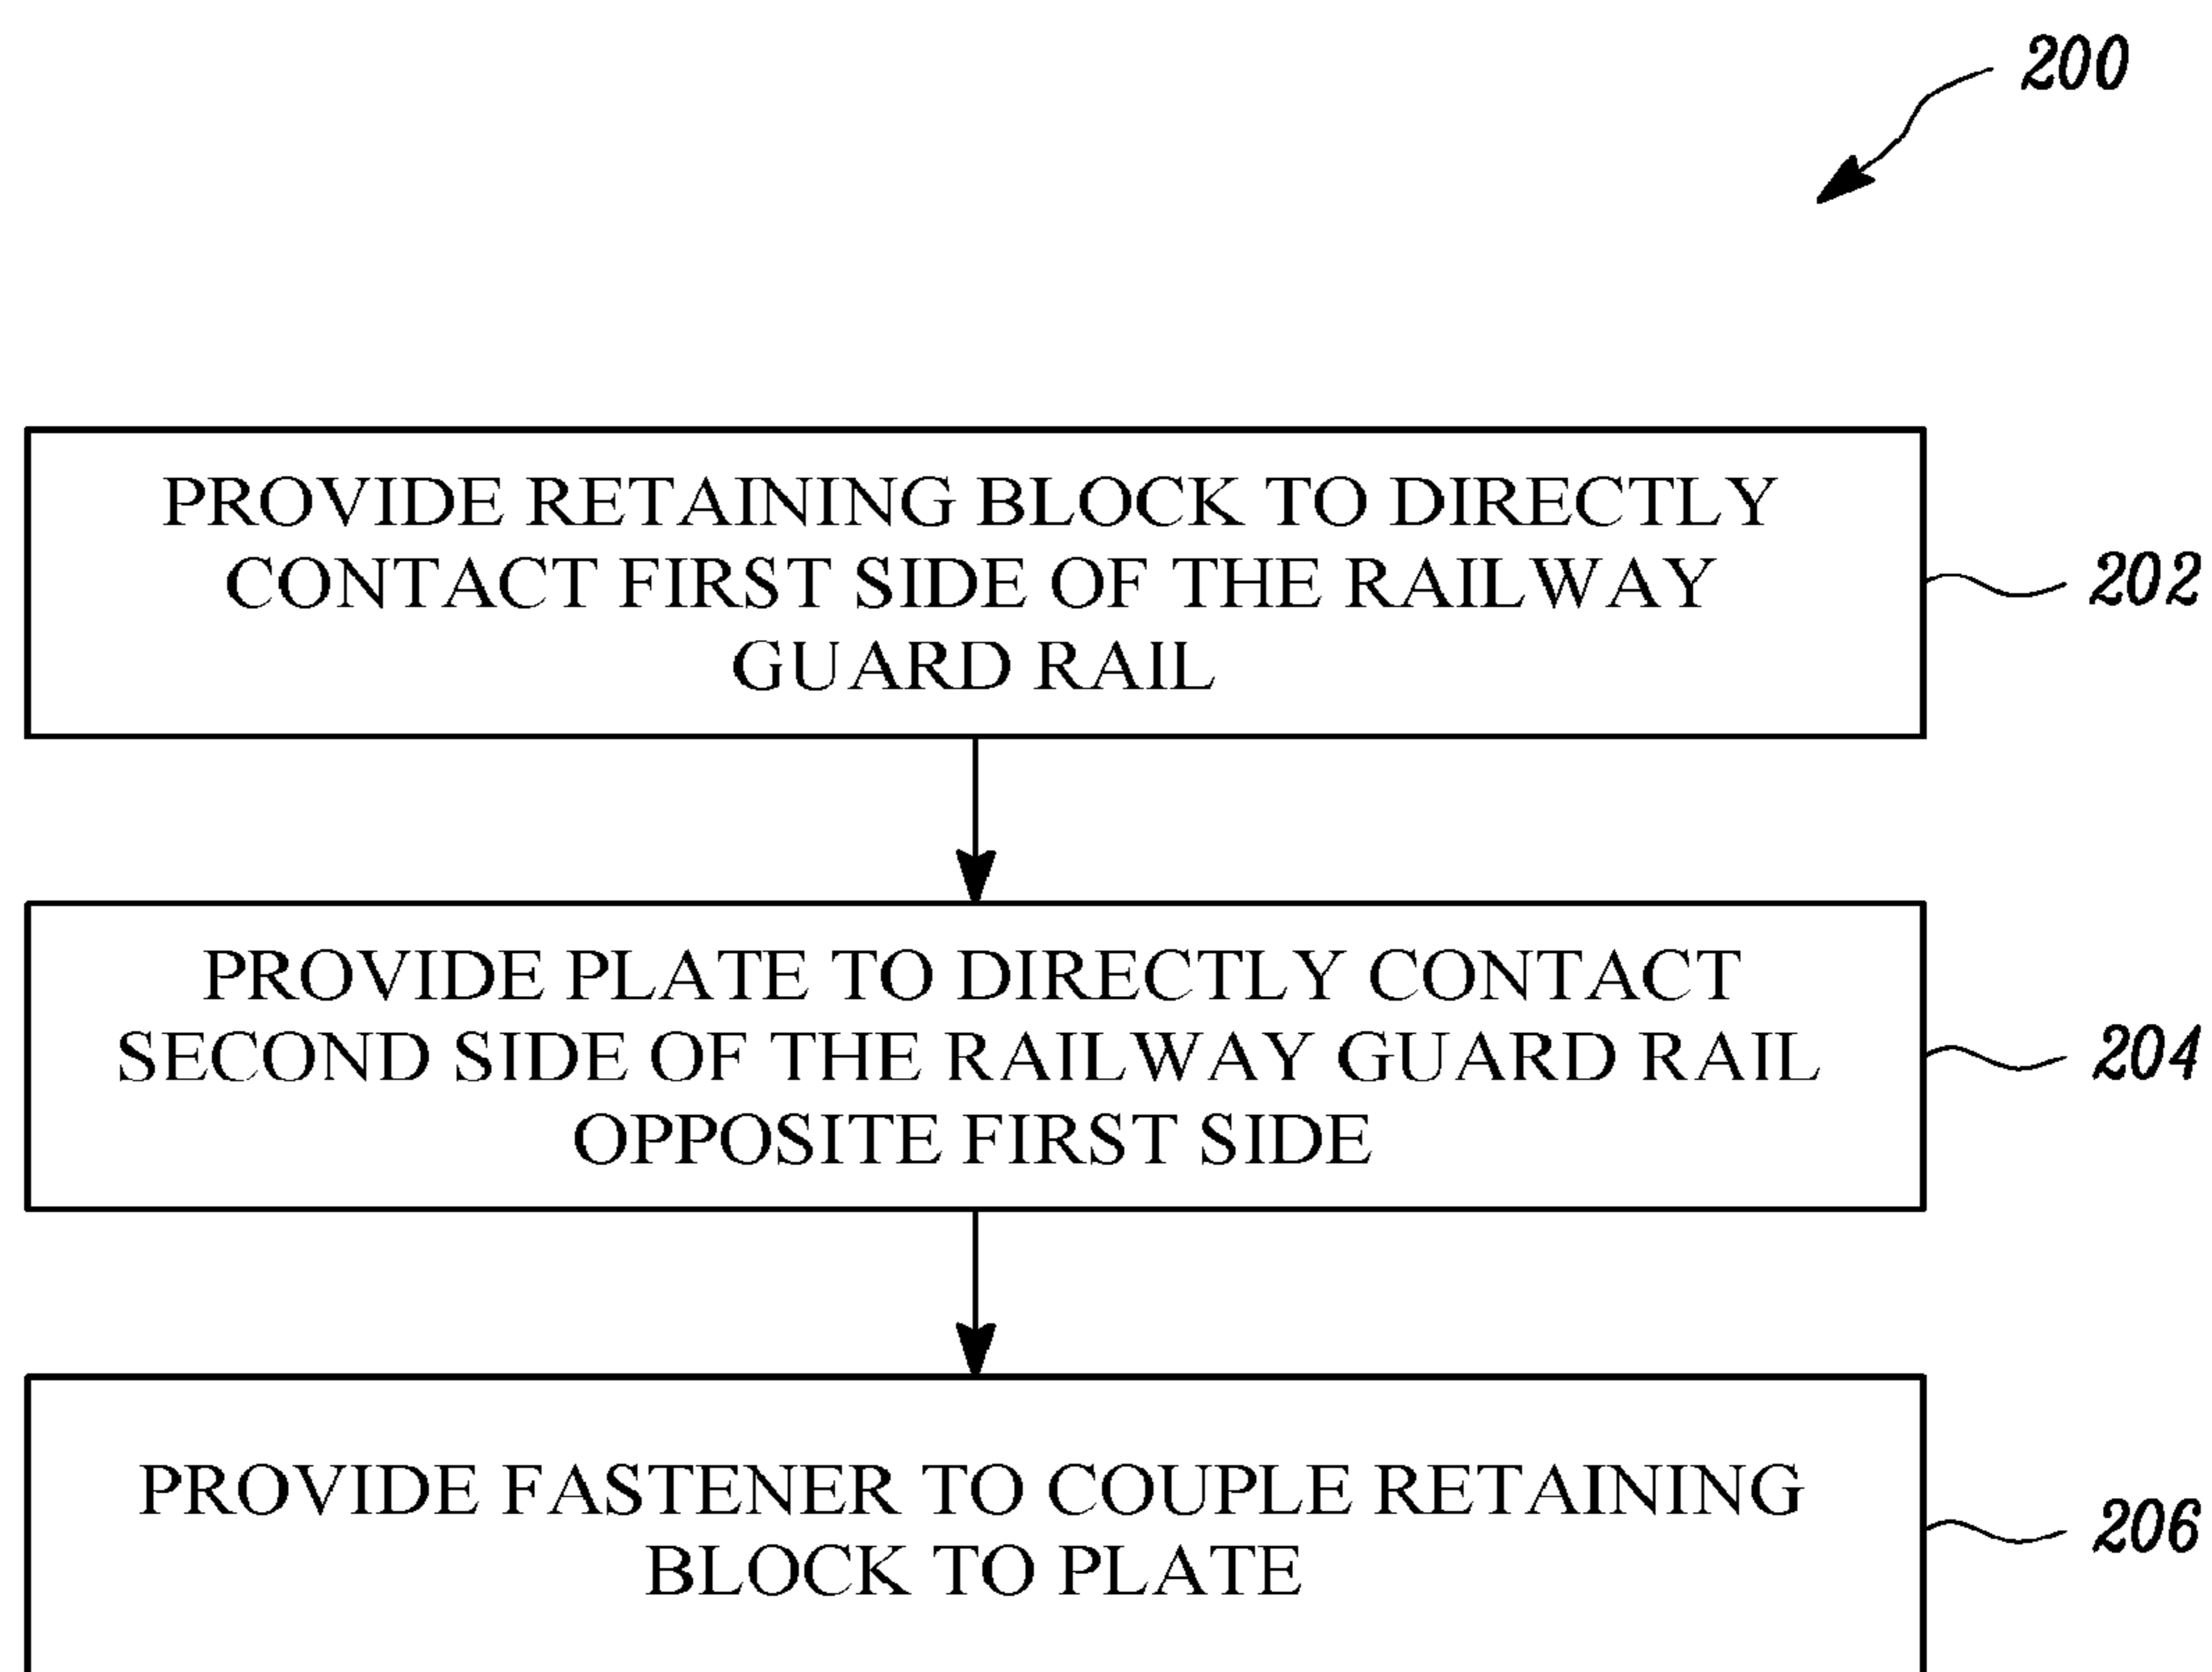 200
PROVIDE RETAINING BLOCK TO DIRECTLY
CONTACT FIRST SIDE OF THE RAILWAY
GUARD RAIL
202
PROVIDE PLATE TO DIRECTLY CONTACT
SECOND SIDE OF THE RAILWAY GUARD RAIL
OPPOSITE FIRST SIDE
204
PROVIDE FASTENER TO COUPLE RETAINING
BLOCK TO PLATE
206